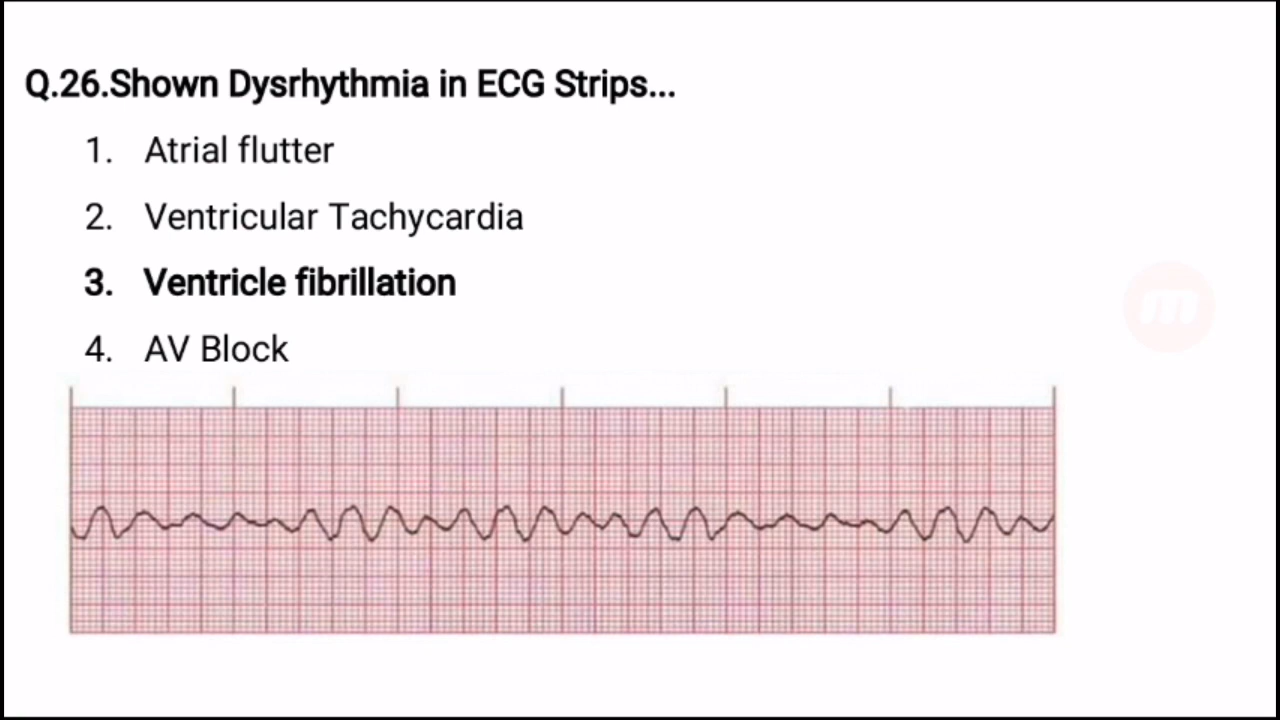 Q.26.Shown Dysrhythmia in ECG Strips...
1. Atrial flutter
2. Ventricular Tachycardia
3. Ventricle fibrillation
4. AV Block
m